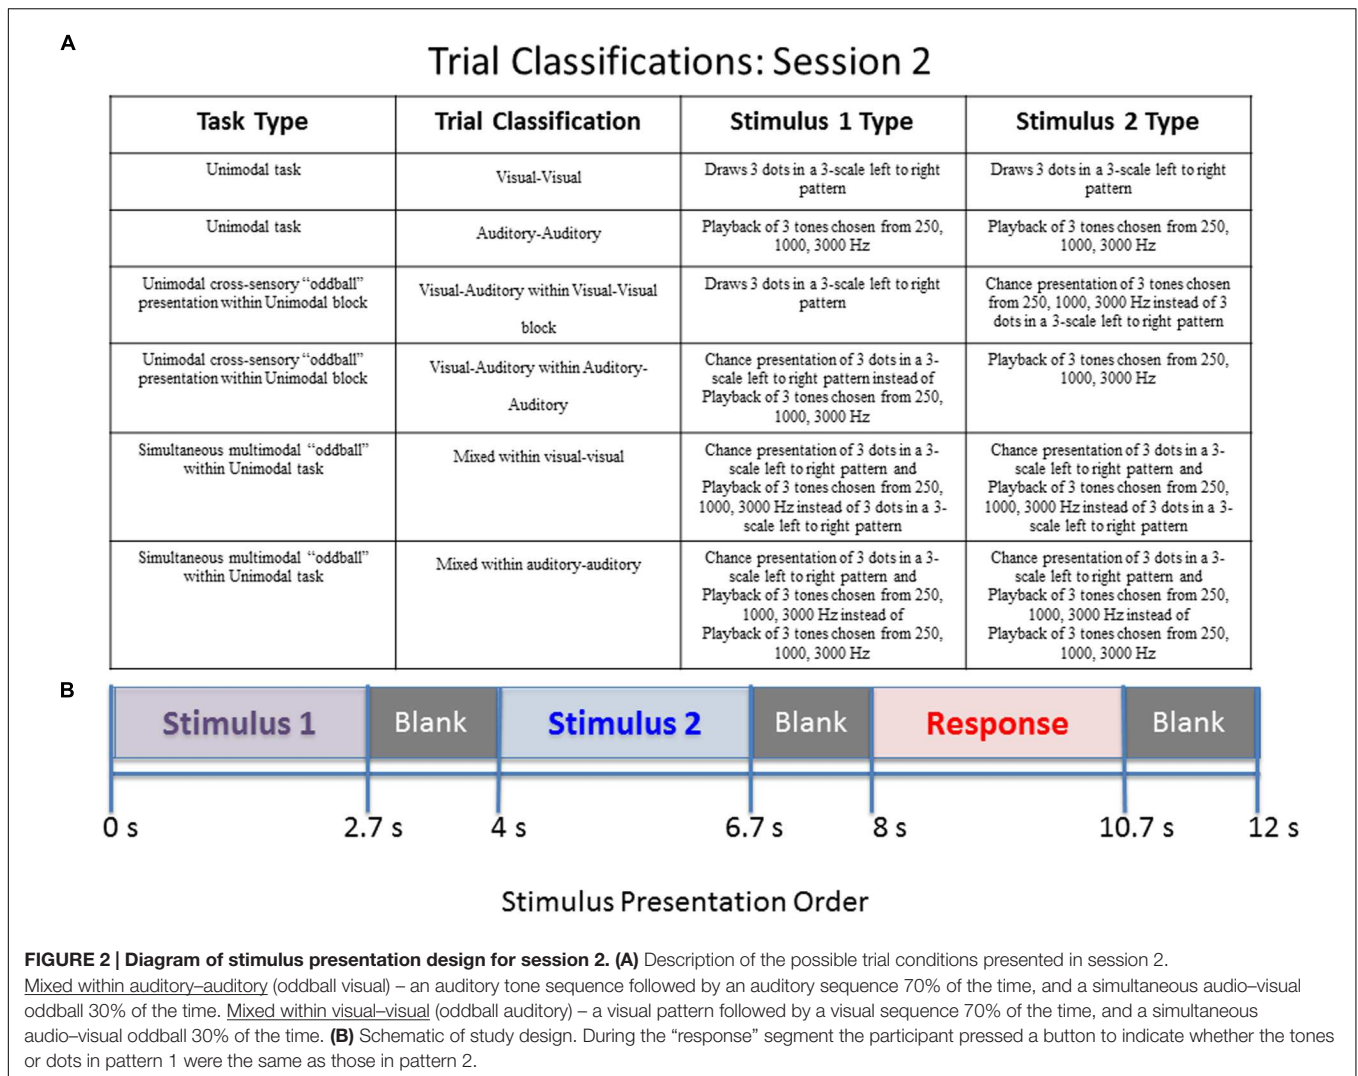 A
Trial Classifications: Session 2
Task Type
Trial Classification
Stimulus 1 Type
Stimulus 2 Type
Unimodal task
Visual-Visual
Draws 3 dots in a 3-scale left to right
pattern
Draws 3 dots in a 3-scale left to right
pattern
Unimodal task
Auditory-Auditory
Playback of 3 tones chosen from 250,
1000, 3000 Hz
Playback of 3 tones chosen from 250,
1000, 3000 Hz
Unimodal cross-sensory "oddball"
presentation within Unimodal block
Visual-Auditory within Visual-Visual
block
Draws 3 dots in a 3-scale left to right
pattern
Chance presentation of 3 tones chosen
from 250, 1000, 3000 Hz instead of 3
dots in a 3-scale left to right pattern
Unimodal cross-sensory "oddball"
presentation within Unimodal block
Visual-Auditory within Auditory-
Auditory
Chance presentation of 3 dots in a 3-
scale left to right pattern instead of
Playback of 3 tones chosen from 250,
1000, 3000 Hz
Playback of 3 tones chosen from 250,
1000, 3000 Hz
Simultaneous multimodal "oddball"
within Unimodal task
Mixed within visual-visual
Chance presentation of 3 dots in a 3-
scale left to right pattern and
Playback of 3 tones chosen from 250,
1000, 3000 Hz instead of 3 dots in a 3-
scale left to right pattern
Chance presentation of 3 dots in a 3-
scale left to right pattern and
Playback of 3 tones chosen from 250,
1000, 3000 Hz instead of 3 dots in a 3-
scale left to right pattern
Simultaneous multimodal "oddball"
within Unimodal task
Mixed within auditory-auditory
Chance presentation of 3 dots in a 3-
scale left to right pattern and
Playback of 3 tones chosen from 250,
1000, 3000 Hz instead of
Playback of 3 tones chosen from 250,
1000, 3000 Hz
Chance presentation of 3 dots in a 3-
scale left to right pattern and
Playback of 3 tones chosen from 250,
1000, 3000 Hz instead of
Playback of 3 tones chosen from 250,
1000, 3000 Hz
B
Stimulus 1
Blank
Stimulus 2
Blank
Response
Blank
0 s
2.7 s
4 s
6.7 s
8 s
10.7 s
12 s
Stimulus Presentation Order
FIGURE 2 | Diagram of stimulus presentation design for session 2. (A) Description of the possible trial conditions presented in session 2.
Mixed within auditory–auditory (oddball visual) – an auditory tone sequence followed by an auditory sequence 70% of the time, and a simultaneous audio–visual
oddball 30% of the time. Mixed within visual–visual (oddball auditory) – a visual pattern followed by a visual sequence 70% of the time, and a simultaneous
audio–visual oddball 30% of the time. (B) Schematic of study design. During the "response" segment the participant pressed a button to indicate whether the tones
or dots in pattern 1 were the same as those in pattern 2.